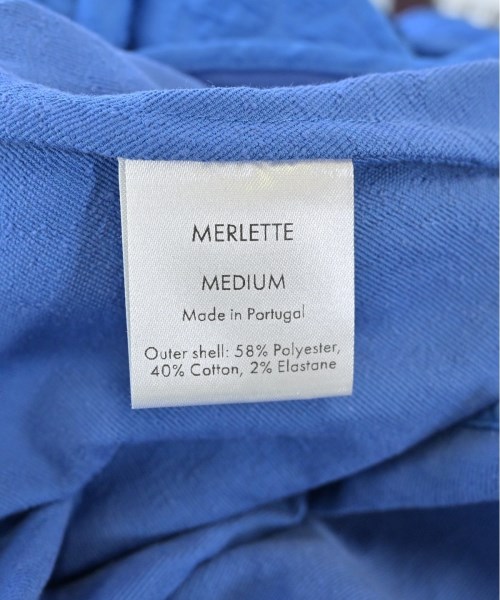 MERLETTE
MEDIUM
Made in Portugal
Outer shell: 58% Polyester,
40% Cotton, 2% Elastane